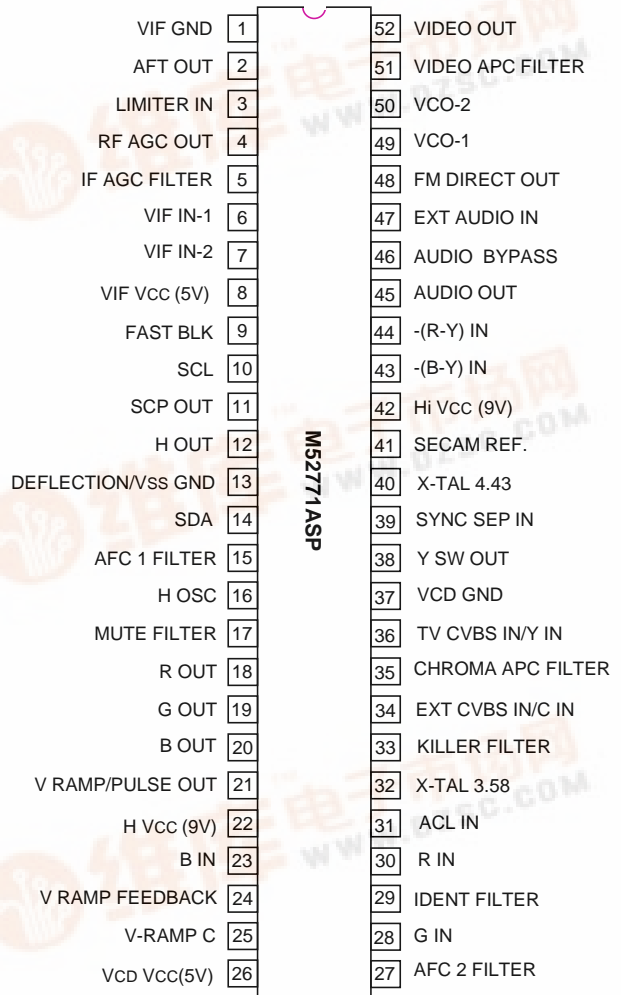 VIF GND 1 52 VIDEO OUT
AFT OUT 2 51 VIDEO APC FILTER
LIMITER IN 3 50 VCO-2
RF AGC OUT 4 49 VCO-1
IF AGC FILTER 5 48 FM DIRECT OUT
VIF IN-1 6 47 EXT AUDIO IN
VIF IN-2 7 46 AUDIO BYPASS
VIF VCC (5V) 8 45 AUDIO OUT
FAST BLK 9 44 -(R-Y) IN
SCL 10 43 -(B-Y) IN
SCP OUT 11 42 Hi VCC (9V)
H OUT 12 41 SECAM REF.
DEFLECTION/VSS GND 13 40 X-TAL 4.43
SDA 14 39 SYNC SEP IN
AFC 1 FILTER 15 38 Y SW OUT
H OSC 16 37 VCD GND
MUTE FILTER 17 36 TV CVBS IN/Y IN
R OUT 18 35 CHROMA APC FILTER
G OUT 19 34 EXT CVBS IN/C IN
B OUT 20 33 KILLER FILTER
V RAMP/PULSE OUT 21 32 X-TAL 3.58
H VCC (9V) 22 31 ACL IN
B IN 23 30 R IN
V RAMP FEEDBACK 24 29 IDENT FILTER
V-RAMP C 25 28 G IN
VCD VCC(5V) 26 27 AFC 2 FILTER
M52771ASP